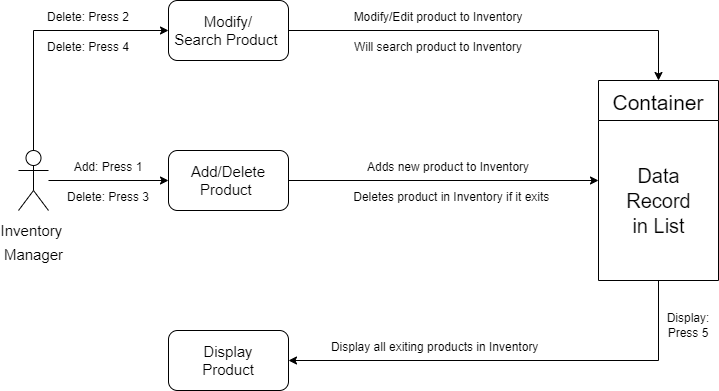 Delete: Press 2
Delete: Press 4
Modify/
Search Product
Modify/Edit product to Inventory
Will search product to Inventory
Container
Data
Record
in List
Add: Press 1
Delete: Press 3
Add/Delete
Product
Adds new product to Inventory
Deletes product in Inventory if it exits
Inventory
Manager
Display:
Press 5
Display all exiting products in Inventory
Display
Product